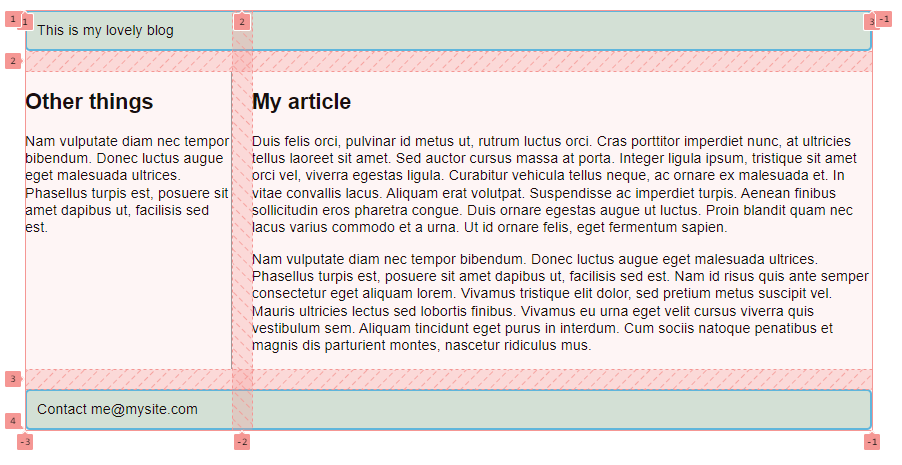 1 1 2 3 -1
This is my lovely blog
2
Other things
Nam vulputate diam nec tempor
bibendum. Donec luctus augue
eget malesuada ultrices.
Phasellus turpis est, posuere sit
amet dapibus ut, facilisis sed
est.
My article
Duis felis orci, pulvinar id metus ut, rutrum luctus orci. Cras porttitor imperdiet nunc, at ultricies
tellus laoreet sit amet. Sed auctor cursus massa at porta. Integer ligula ipsum, tristique sit amet
orci vel, viverra egestas ligula. Curabitur vehicula tellus neque, ac ornare ex malesuada et. In
vitae convallis lacus. Aliquam erat volutpat. Suspendisse ac imperdiet turpis. Aenean finibus
sollicitudin eros pharetra congue. Duis ornare egestas augue ut luctus. Proin blandit quam nec
lacus varius commodo et a urna. Ut id ornare felis, eget fermentum sapien.
Nam vulputate diam nec tempor bibendum. Donec luctus augue eget malesuada ultrices.
Phasellus turpis est, posuere sit amet dapibus ut, facilisis sed est. Nam id risus quis ante semper
consectetur eget aliquam lorem. Vivamus tristique elit dolor, sed pretium metus suscipit vel.
Mauris ultricies lectus sed lobortis finibus. Vivamus eu urna eget velit cursus viverra quis
vestibulum sem. Aliquam tincidunt eget purus in interdum. Cum sociis natoque penatibus et
magnis dis parturient montes, nascetur ridiculus mus.
3
Contact me@mysite.com
4
-3 -2 -1